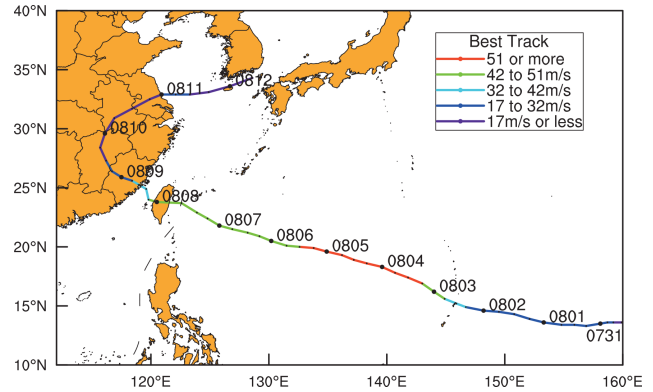 40°N
Best Track
51 or more
42 to 51m/s
32 to 42m/s
17 to 32m/s
17m/s or less
0812
0811
35°N
30°N
0810
0809
25°N
0808
0807
0806
0805
0804
20°N
0803
0802
0801
0731
15°N
10°N
120°E
130°E
140°E
150°E
160°E